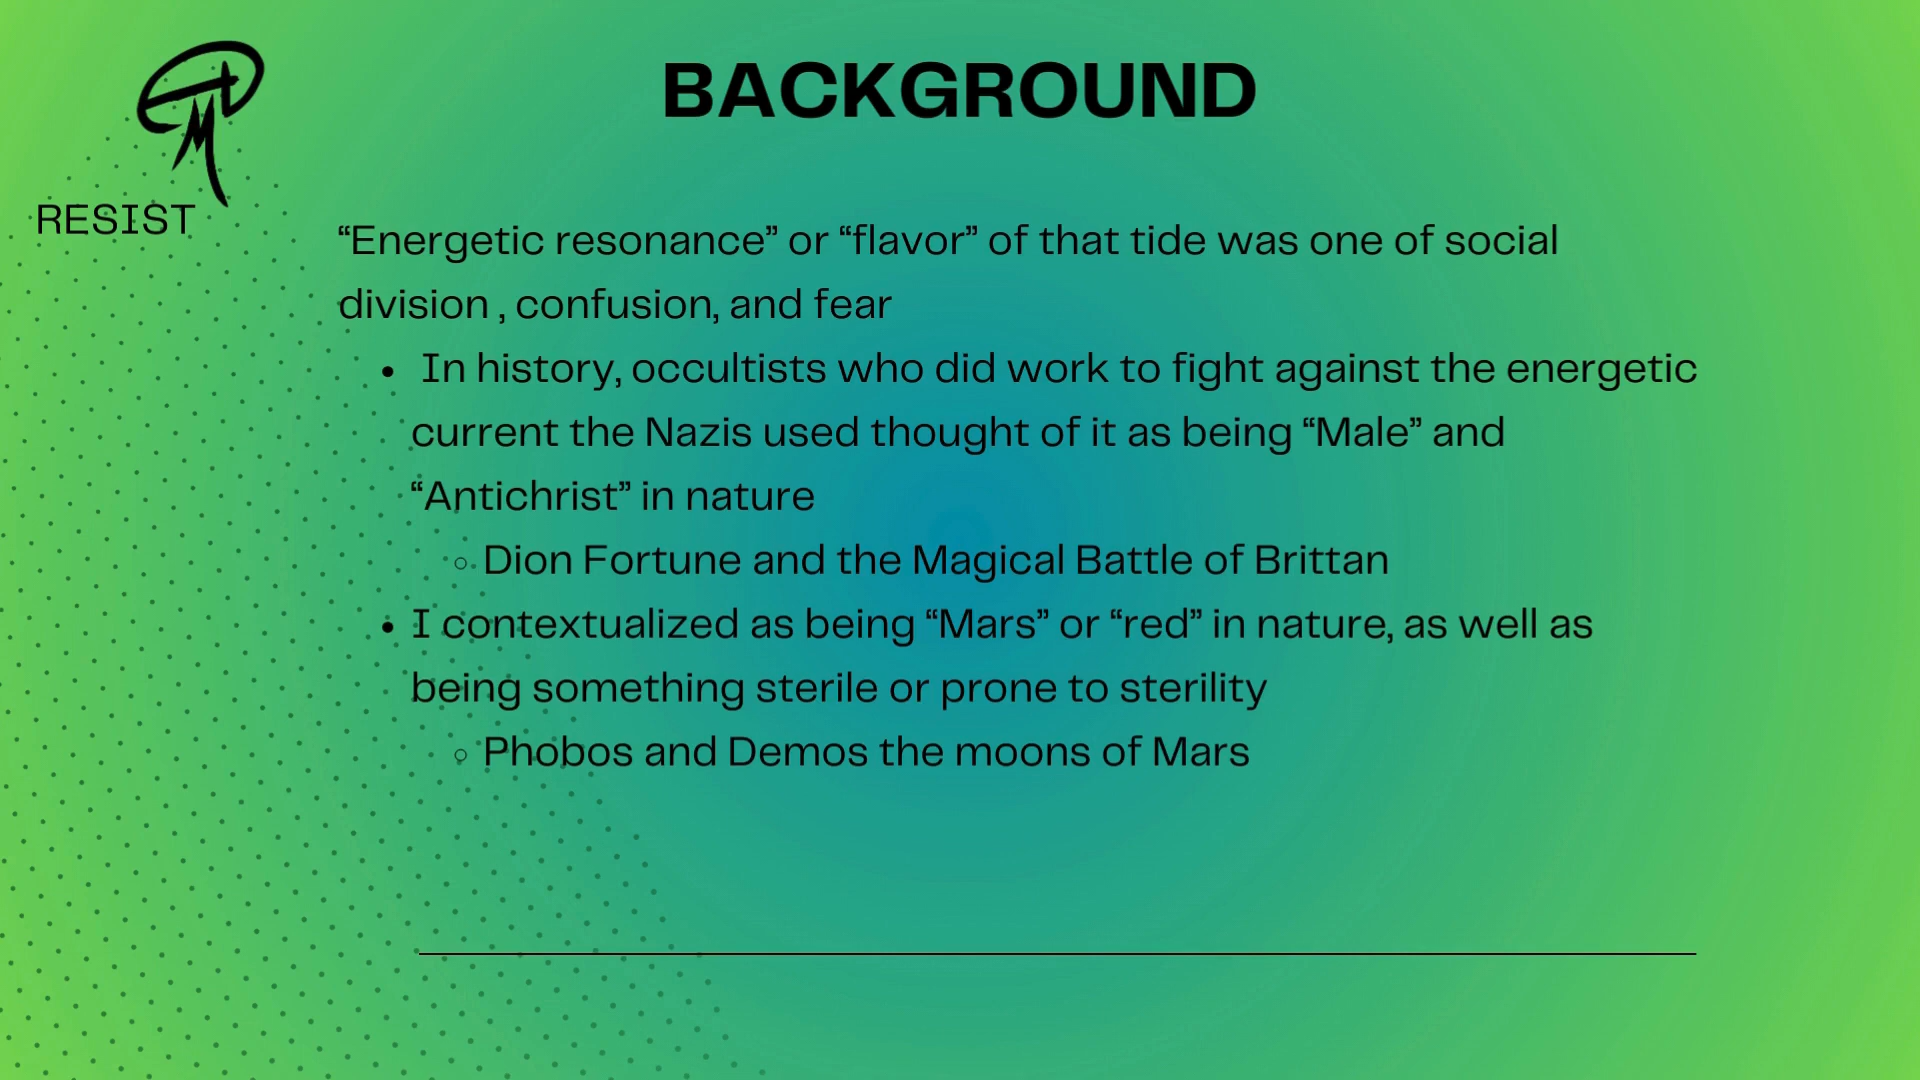 BACKGROUND
RESIST
“Energetic resonance” or “flavor” of that tide was one of social
division , confusion, and fear
• In history, occultists who did work to fight against the energetic
current the Nazis used thought of it as being “Male” and
“Antichrist” in nature
◦ Dion Fortune and the Magical Battle of Brittan
• I contextualized as being “Mars” or “red” in nature, as well as
being something sterile or prone to sterility
◦ Phobos and Demos the moons of Mars